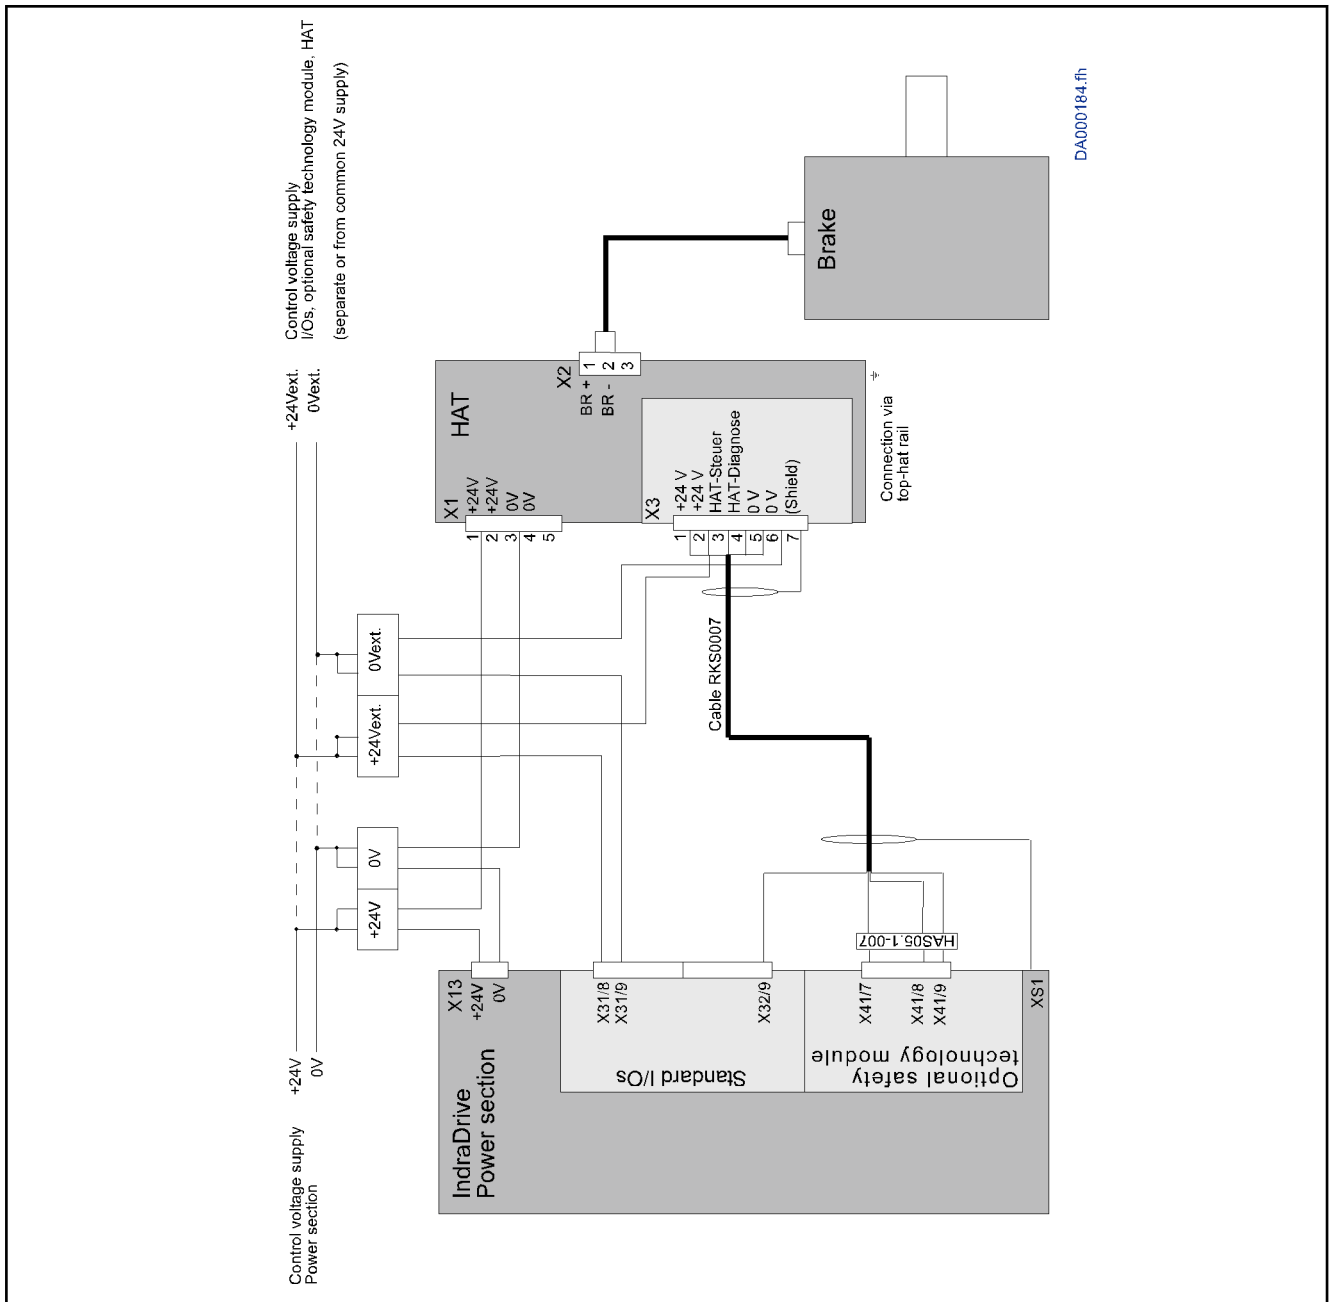 Control voltage supply
Power section
+24V
0V
+24Vext.
0Vext.
Control voltage supply
I/Os, optional safety technology module, HAT
(separate or from common 24V supply)
+24V
0V
+24Vext.
0Vext.
IndraDrive
Power section
X13
+24V
0V
Standard I/Os
X31/8
X31/9
X32/9
Optional safety
technology module
X41/7
X41/8
X41/9
XS1
HAS05.1-007
Cable RKS0007
HAT
X1
+24V
+24V
0V
0V
1
2
3
4
5
X3
+24 V
+24 V
HAT-Steuer
HAT-Diagnose
0 V
0 V
(Shield)
1
2
3
4
5
6
7
X2
BR +
BR -
1
2
3
Connection via
top-hat rail
Brake
DA000184.fh